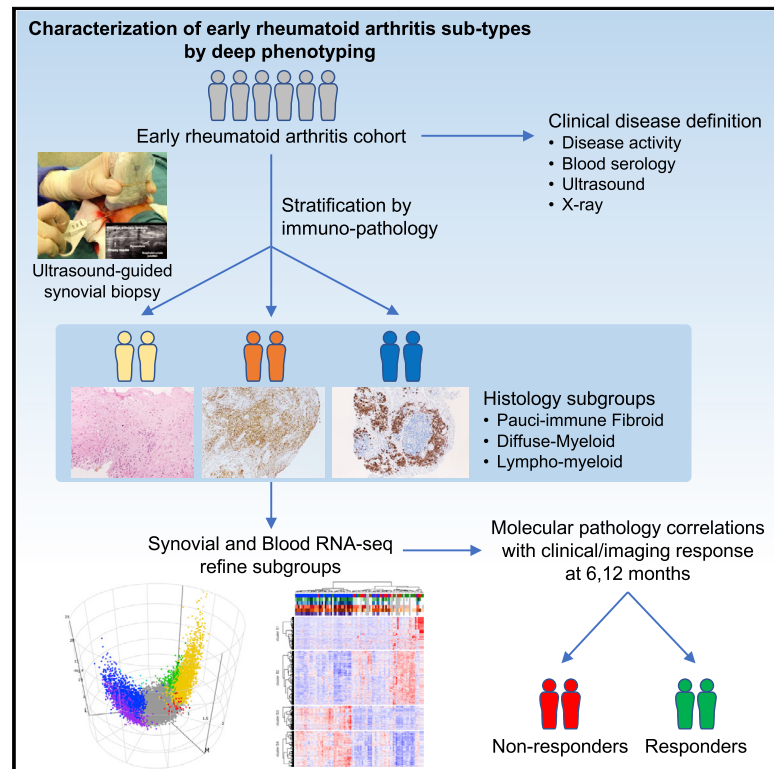 Characterization of early rheumatoid arthritis sub-types
by deep phenotyping
Early rheumatoid arthritis cohort
Clinical disease definition
• Disease activity
• Blood serology
• Ultrasound
• X-ray
Stratification by
immuno-pathology
Ultrasound-guided
synovial biopsy
Histology subgroups
• Pauci-immune Fibroid
• Diffuse-Myeloid
• Lympho-myeloid
Synovial and Blood RNA-seq
refine subgroups
Molecular pathology correlations
with clinical/imaging response
at 6,12 months
Non-responders
Responders